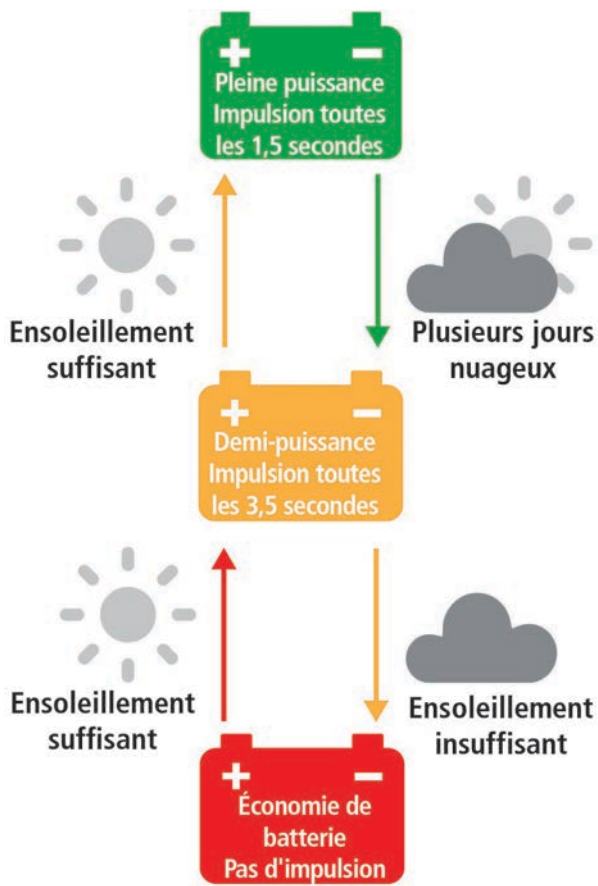 + −
Pleine puissance
Impulsion toutes
les 1,5 secondes
Ensoleillement
suffisant
Plusieurs jours
nuageux
+ −
Demi-puissance
Impulsion toutes
les 3,5 secondes
Ensoleillement
suffisant
Ensoleillement
insuffisant
+ −
Économie de
batterie
Pas d'impulsion